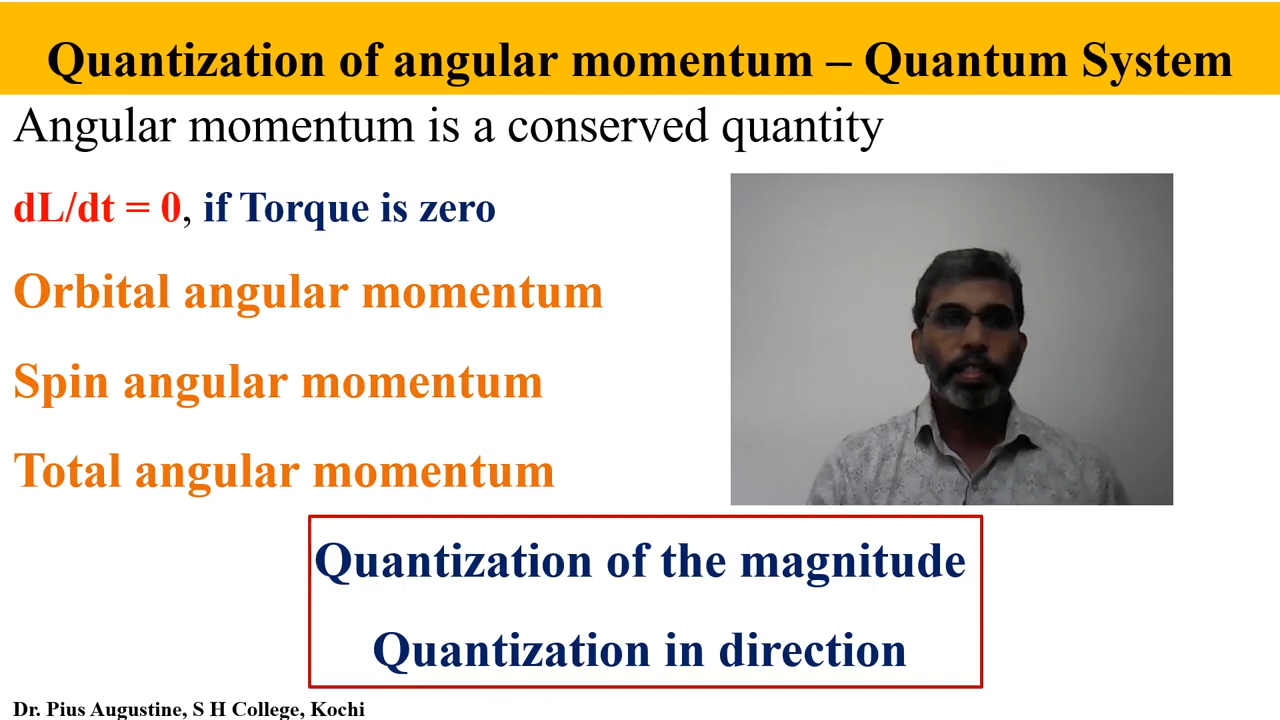 Quantization of angular momentum – Quantum System
Angular momentum is a conserved quantity
dL/dt = 0, if Torque is zero
Orbital angular momentum
Spin angular momentum
Total angular momentum
Quantization of the magnitude
Quantization in direction
Dr. Pius Augustine, S H College, Kochi